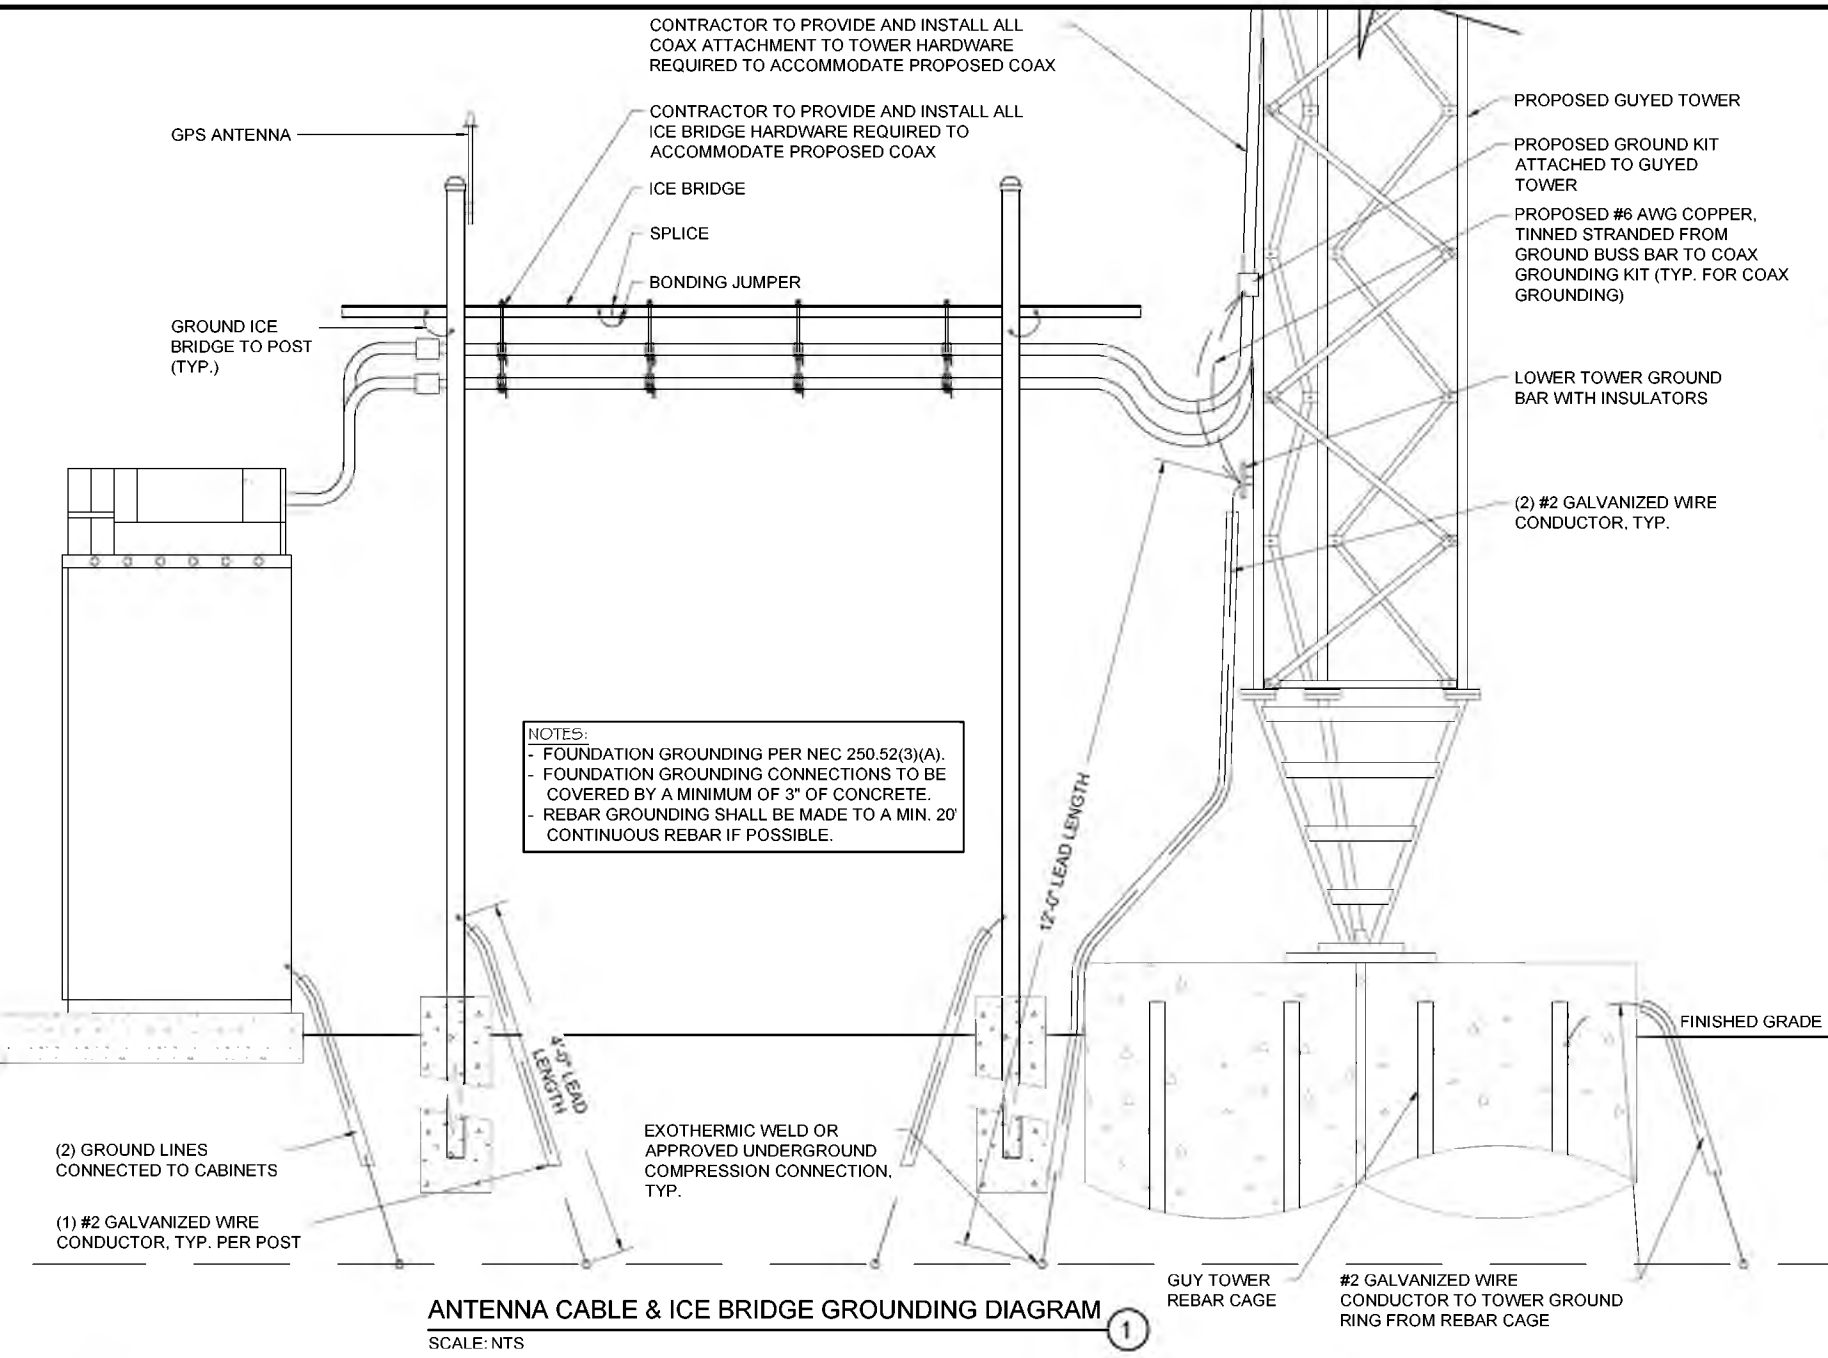 CONTRACTOR TO PROVIDE AND INSTALL ALL
COAX ATTACHMENT TO TOWER HARDWARE
REQUIRED TO ACCOMMODATE PROPOSED COAX
CONTRACTOR TO PROVIDE AND INSTALL ALL
ICE BRIDGE HARDWARE REQUIRED TO
ACCOMMODATE PROPOSED COAX
GPS ANTENNA
ICE BRIDGE
SPLICE
BONDING JUMPER
GROUND ICE
BRIDGE TO POST
(TYP.)
PROPOSED GUYED TOWER
PROPOSED GROUND KIT
ATTACHED TO GUYED
TOWER
PROPOSED #6 AWG COPPER,
TINNED STRANDED FROM
GROUND BUSS BAR TO COAX
GROUNDING KIT (TYP. FOR COAX
GROUNDING)
LOWER TOWER GROUND
BAR WITH INSULATORS
(2) #2 GALVANIZED WIRE
CONDUCTOR, TYP.
NOTES:
- FOUNDATION GROUNDING PER NEC 250.52(3)(A).
- FOUNDATION GROUNDING CONNECTIONS TO BE
COVERED BY A MINIMUM OF 3" OF CONCRETE.
- REBAR GROUNDING SHALL BE MADE TO A MIN. 20'
CONTINUOUS REBAR IF POSSIBLE.
12'-0" LEAD LENGTH
4'-0" LEAD
LENGTH
FINISHED GRADE
(2) GROUND LINES
CONNECTED TO CABINETS
(1) #2 GALVANIZED WIRE
CONDUCTOR, TYP. PER POST
EXOTHERMIC WELD OR
APPROVED UNDERGROUND
COMPRESSION CONNECTION,
TYP.
GUY TOWER
REBAR CAGE
#2 GALVANIZED WIRE
CONDUCTOR TO TOWER GROUND
RING FROM REBAR CAGE
ANTENNA CABLE & ICE BRIDGE GROUNDING DIAGRAM
1
SCALE: NTS